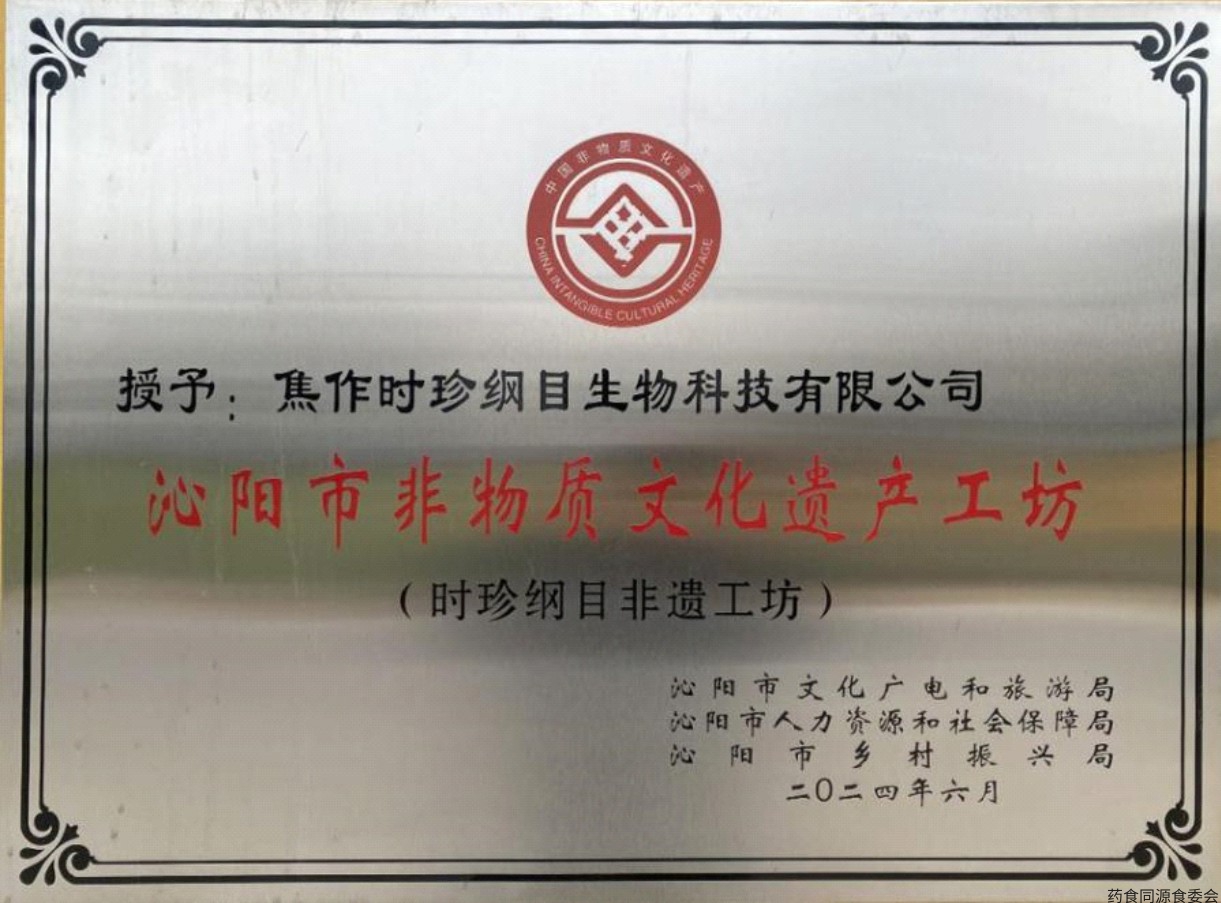 中国非物质文化遗产
CHINA INTANGIBLE CULTURAL HERITAGE
授予：焦作时珍纲目生物科技有限公司
沁阳市非物质文化遗产工坊
（时珍纲目非遗工坊）
沁阳市文化广电和旅游局
沁阳市人力资源和社会保障局
沁阳市乡村振兴局
二〇二四年六月
药食同源食委会